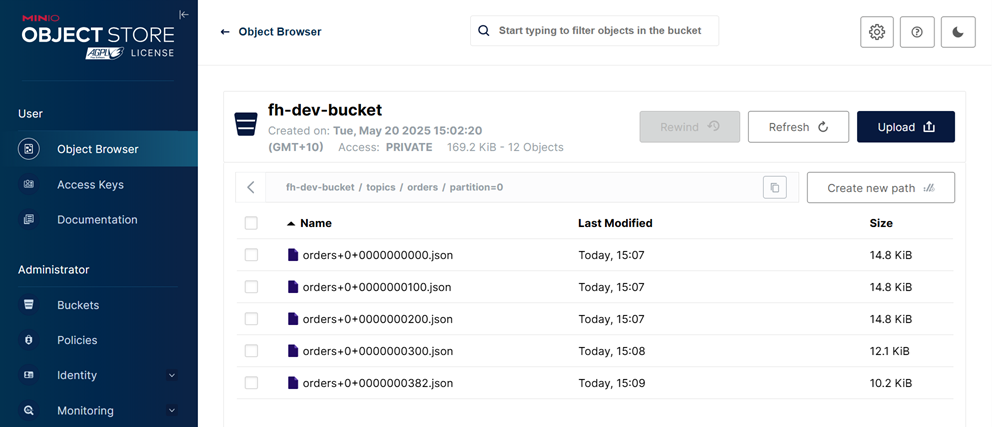 MINIO
OBJECT STORE
AGPLv3 LICENSE
User
Object Browser
Access Keys
Documentation
Administrator
Buckets
Policies
Identity
Monitoring
Object Browser
Start typing to filter objects in the bucket
fh-dev-bucket
Created on: Tue, May 20 2025 15:02:20
(GMT+10) Access: PRIVATE 169.2 KiB - 12 Objects
Rewind
Refresh
Upload
fh-dev-bucket / topics / orders / partition=0
Create new path
Name Last Modified Size
orders+0+0000000000.json Today, 15:07 14.8 KiB
orders+0+0000000100.json Today, 15:07 14.8 KiB
orders+0+0000000200.json Today, 15:07 14.8 KiB
orders+0+0000000300.json Today, 15:08 12.1 KiB
orders+0+0000000382.json Today, 15:09 10.2 KiB